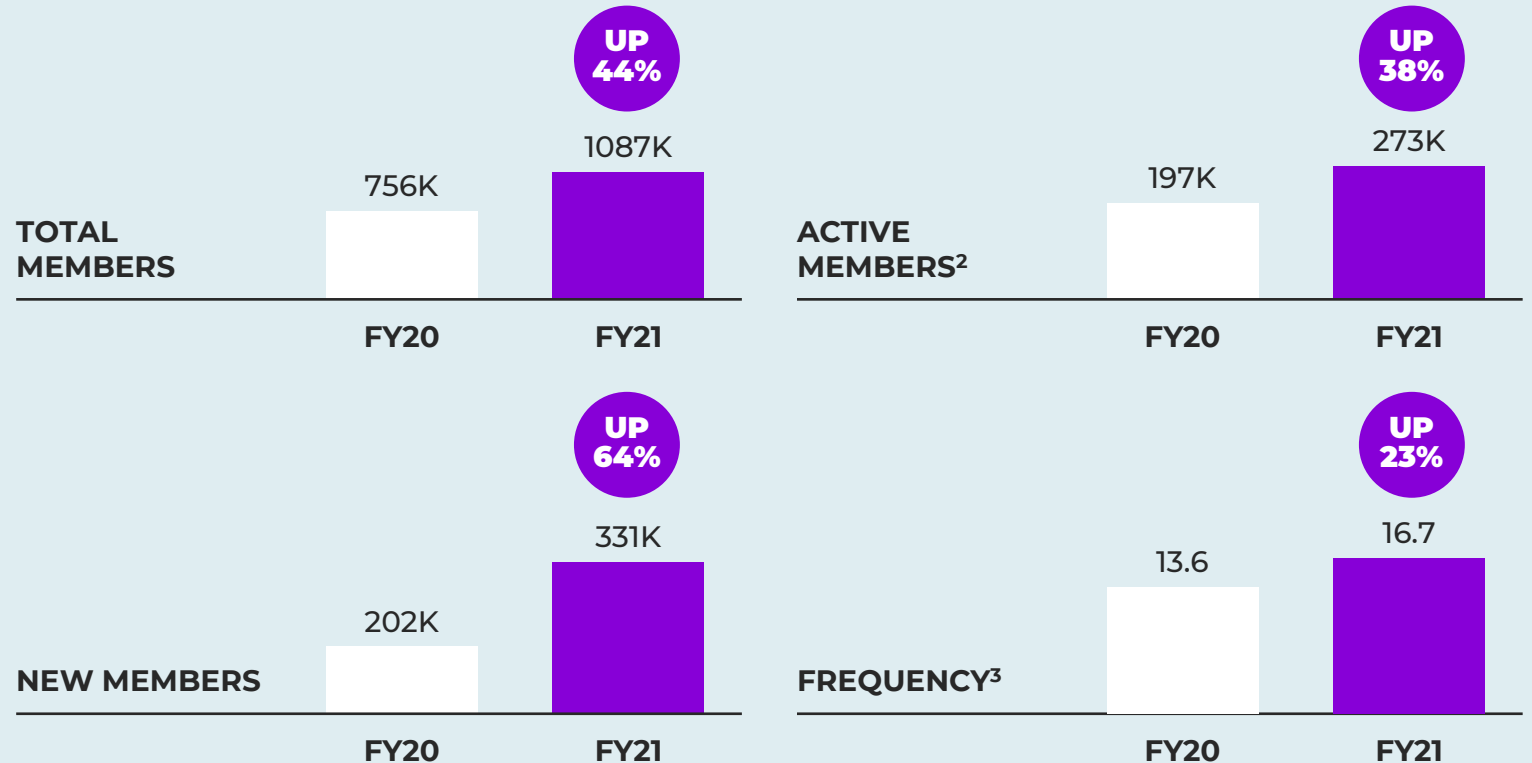 UP
44%
1087K
756K
TOTAL
MEMBERS
FY20
FY21
UP
38%
273K
197K
ACTIVE
MEMBERS²
FY20
FY21
UP
64%
331K
202K
NEW MEMBERS
FY20
FY21
UP
23%
16.7
13.6
FREQUENCY³
FY20
FY21